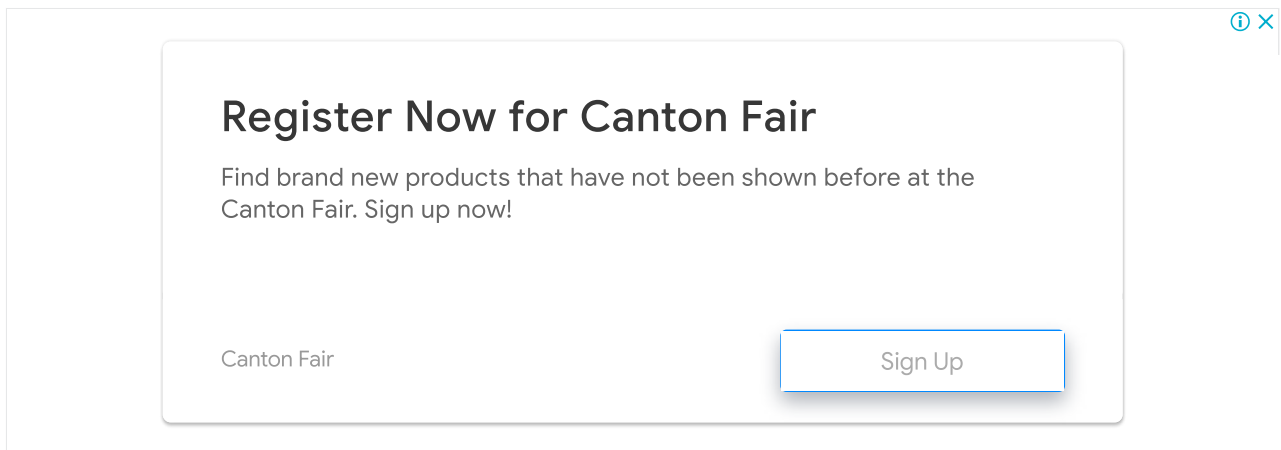 Register Now for Canton Fair
Find brand new products that have not been shown before at the
Canton Fair. Sign up now!
Canton Fair
Sign Up